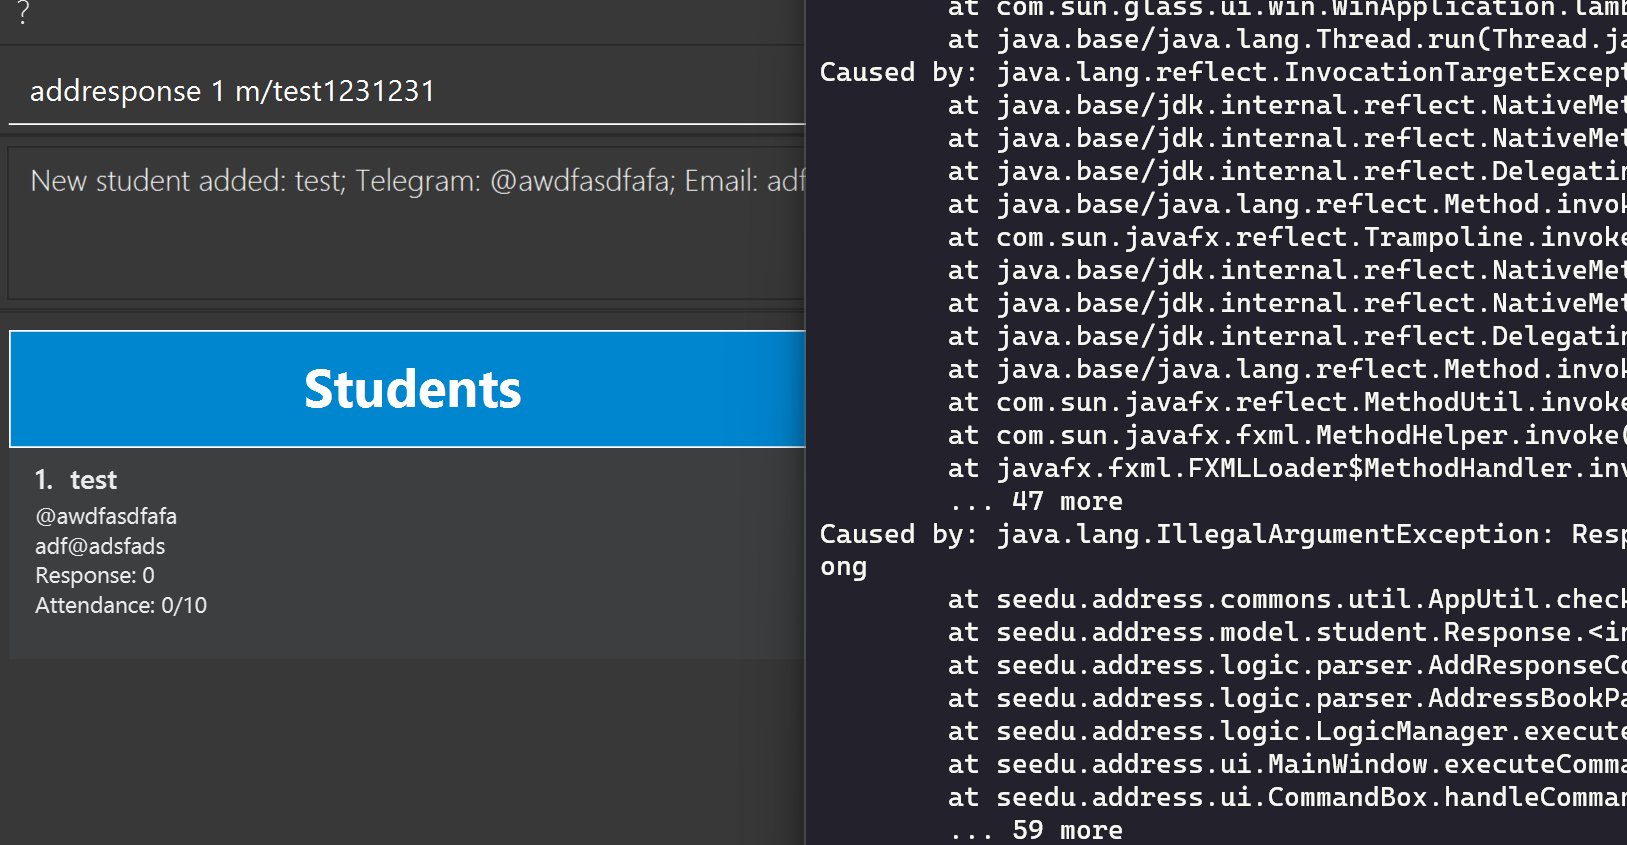 ?
addresponse 1 m/test1231231
New student added: test; Telegram: @awdfasdfafa; Email: adf
Students
1. test
@awdfasdfafa
adf@adsfads
Response: 0
Attendance: 0/10
at com.sun.glass.ui.win.WinApplication.lamb
at java.base/java.lang.Thread.run(Thread.ja
Caused by: java.lang.reflect.InvocationTargetExcept
at java.base/jdk.internal.reflect.NativeMet
at java.base/jdk.internal.reflect.NativeMet
at java.base/jdk.internal.reflect.Delegatin
at java.base/java.lang.reflect.Method.invok
at com.sun.javafx.reflect.Trampoline.invoke
at java.base/jdk.internal.reflect.NativeMet
at java.base/jdk.internal.reflect.NativeMet
at java.base/jdk.internal.reflect.Delegatin
at java.base/java.lang.reflect.Method.invok
at com.sun.javafx.reflect.MethodUtil.invoke
at com.sun.javafx.fxml.MethodHelper.invoke(
at javafx.fxml.FXMLLoader$MethodHandler.inv
... 47 more
Caused by: java.lang.IllegalArgumentException: Resp
ong
at seedu.address.commons.util.AppUtil.check
at seedu.address.model.student.Response.<in
at seedu.address.logic.parser.AddResponseCo
at seedu.address.logic.parser.AddressBookPa
at seedu.address.logic.LogicManager.execute
at seedu.address.ui.MainWindow.executeComma
at seedu.address.ui.CommandBox.handleComman
... 59 more